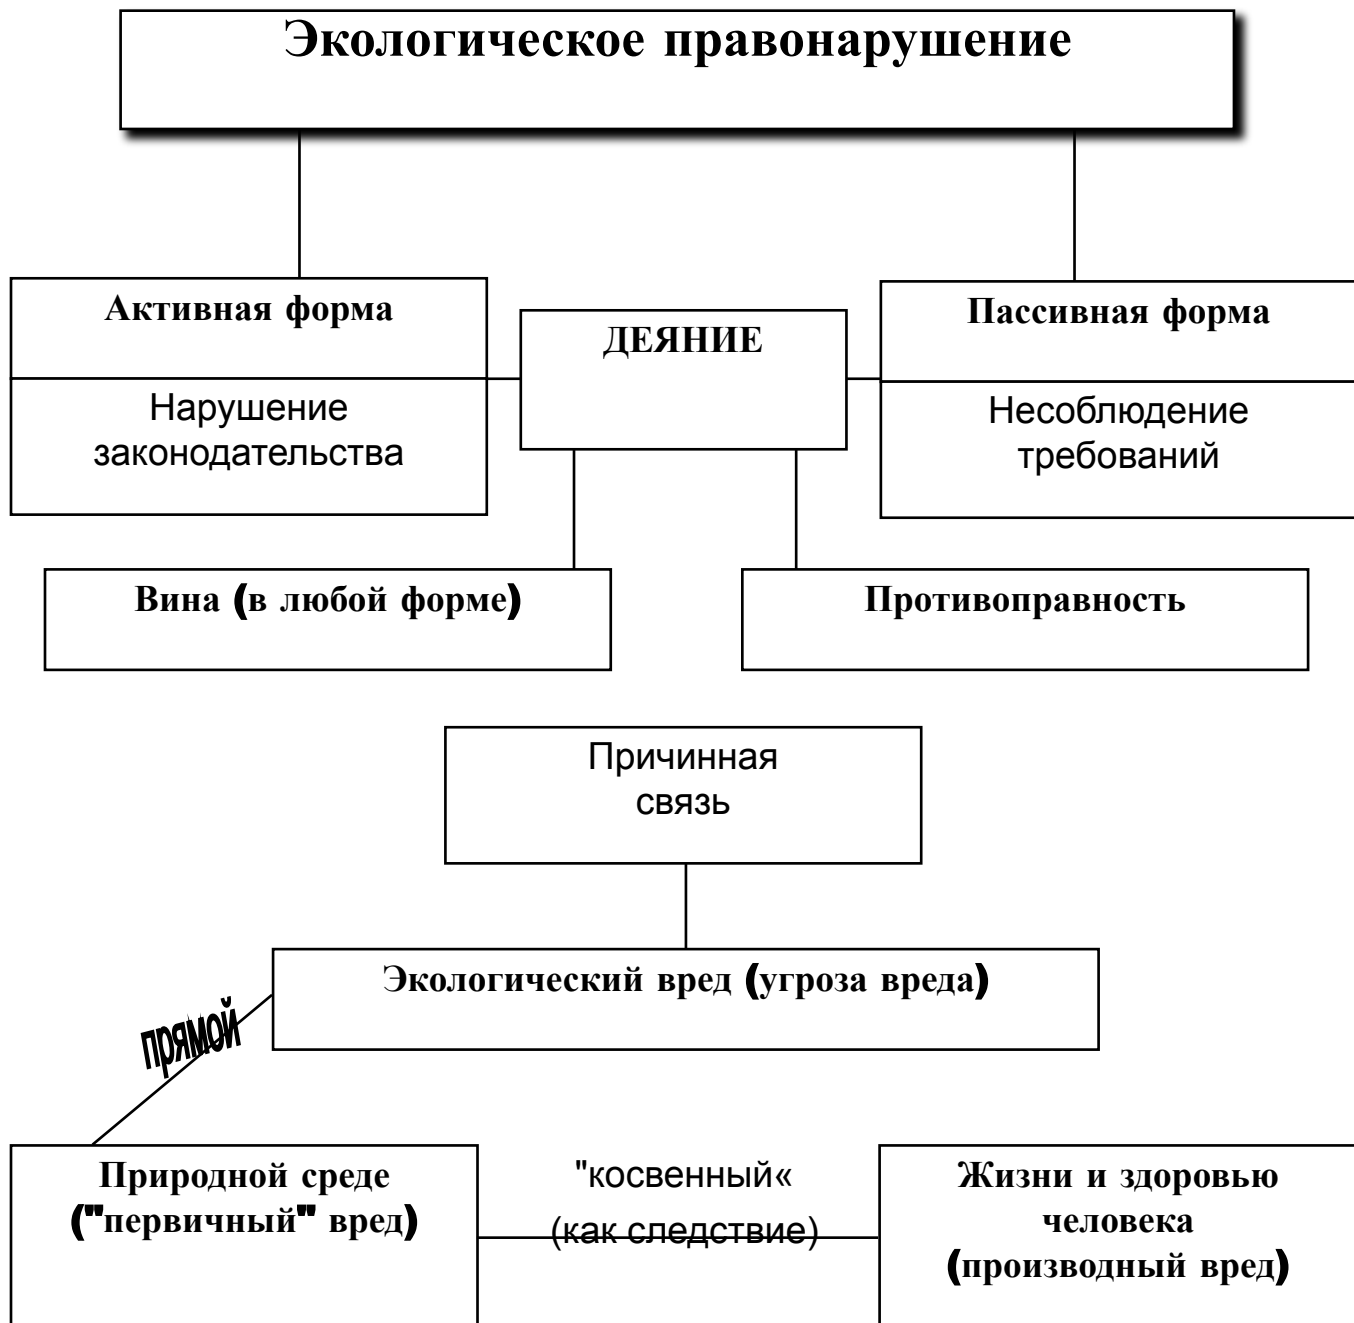 Экологическое правонарушение
Активная форма
Пассивная форма
ДЕЯНИЕ
Нарушение
законодательства
Несоблюдение
требований
Вина (в любой форме)
Противоправность
Причинная
связь
Экологический вред (угроза вреда)
прямой
Природной среде
("первичный" вред)
"косвенный«
(как следствие)
Жизни и здоровью
человека
(производный вред)